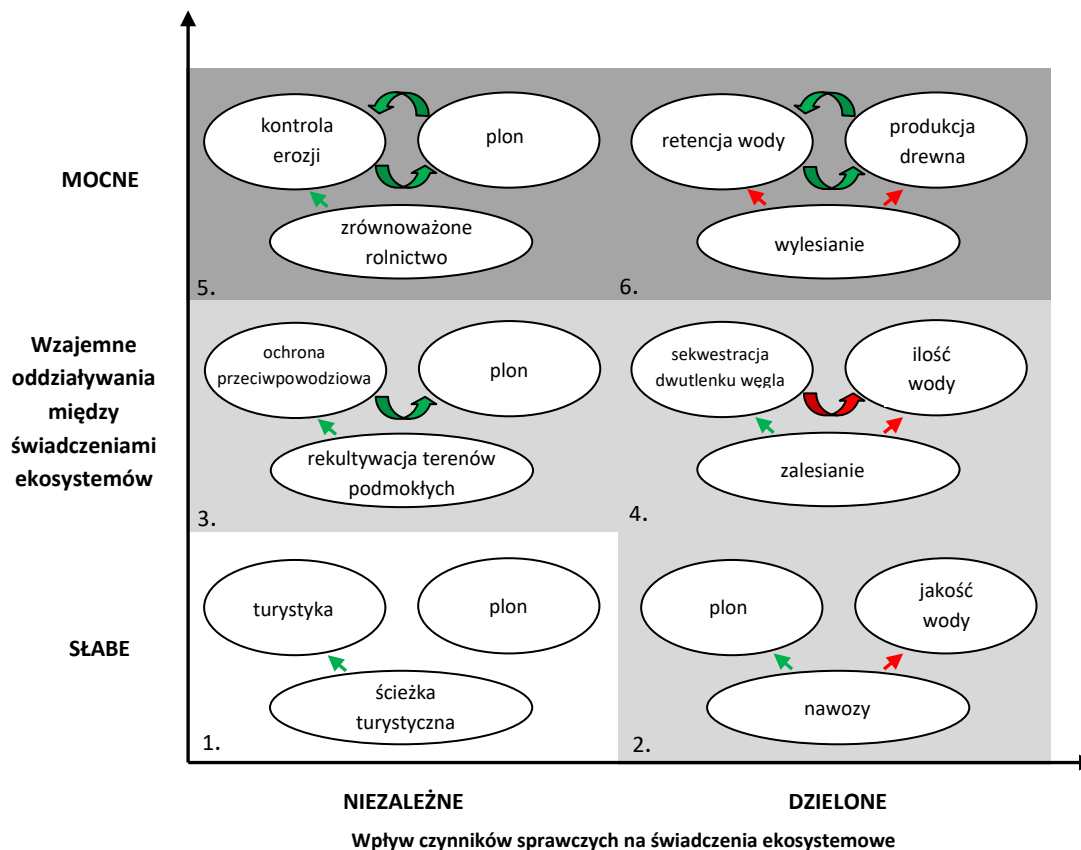 kontrola
erozji
plon
zrównoważone
rolnictwo
5.
retencja wody
produkcja
drewna
wylesianie
6.
MOCNE
ochrona
przeciwpowodziowa
plon
rekultywacja terenów
podmokłych
3.
sekwestracja
dwutlenku węgla
ilość
wody
zalesianie
4.
Wzajemne
oddziaływania
między
świadczeniami
ekosystemów
turystyka
plon
ścieżka
turystyczna
1.
plon
jakość
wody
nawozy
2.
SŁABE
NIEZALEŻNE
DZIELONE
Wpływ czynników sprawczych na świadczenia ekosystemowe